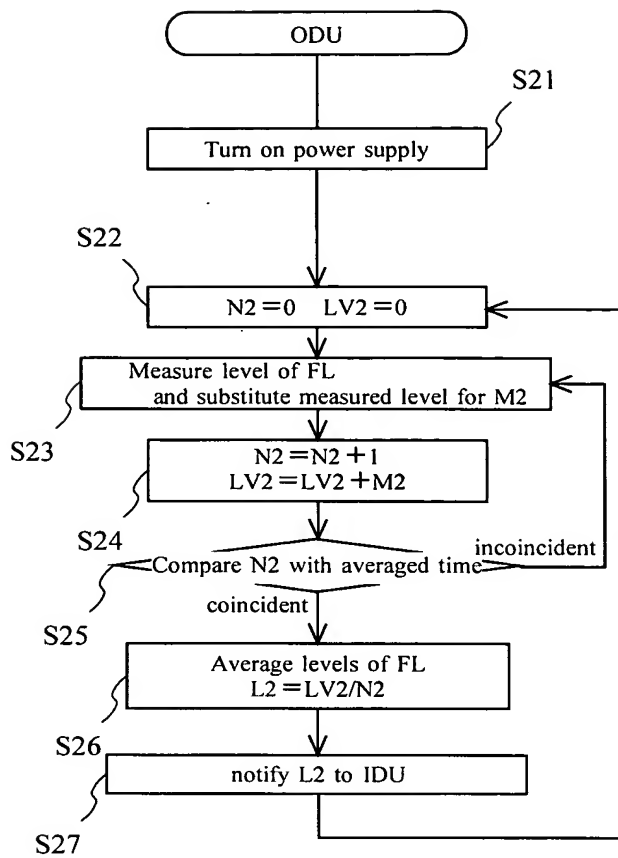 ODU
S21
Turn on power supply
S22
N2=0 LV2=0
Measure level of FL
and substitute measured level for M2
S23
N2=N2+1
LV2=LV2+M2
S24
incoincident
Compare N2 with averaged time
coincident
S25
Average levels of FL
L2=LV2/N2
S26
notify L2 to IDU
S27